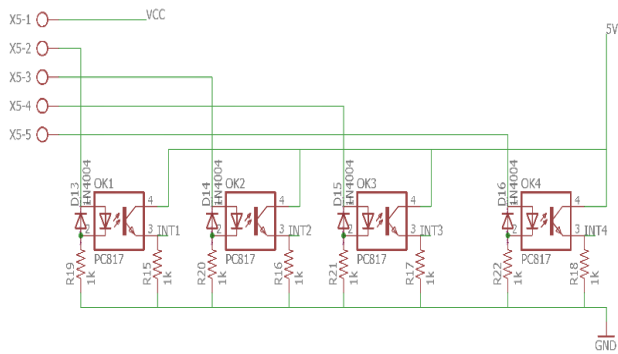 X5-1 VCC
X5-2 5V
X5-3
X5-4
X5-5
D13 1N4004 OK1 4 D14 1N4004 OK2 4 D15 1N4004 OK3 4 D16 1N4004 OK4 4
2 3 INT1 2 3 INT2 2 3 INT3 2 3 INT4
PC817 PC817 PC817 PC817
R19 1k R15 1k R20 1k R16 1k R21 1k R17 1k R22 1k R18 1k
GND